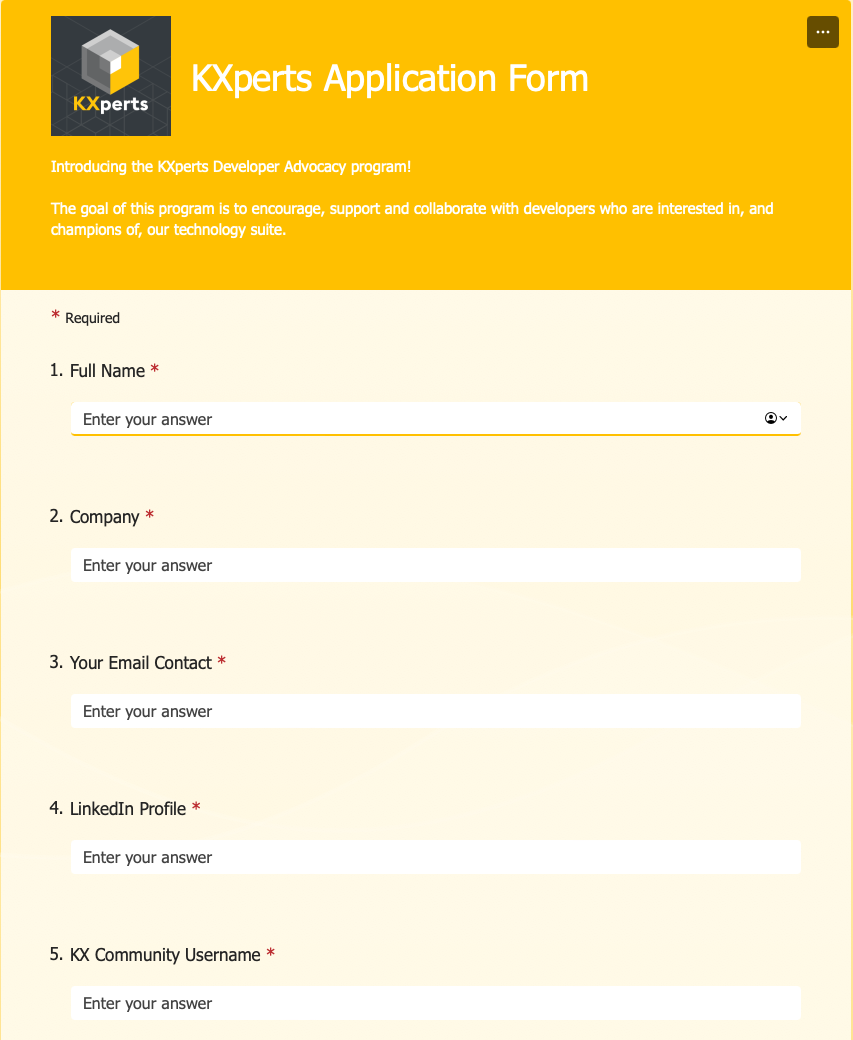 KXperts
KXperts Application Form
...
Introducing the KXperts Developer Advocacy program!
The goal of this program is to encourage, support and collaborate with developers who are interested in, and
champions of, our technology suite.
* Required
1. Full Name *
Enter your answer
2. Company *
Enter your answer
3. Your Email Contact *
Enter your answer
4. LinkedIn Profile *
Enter your answer
5. KX Community Username *
Enter your answer